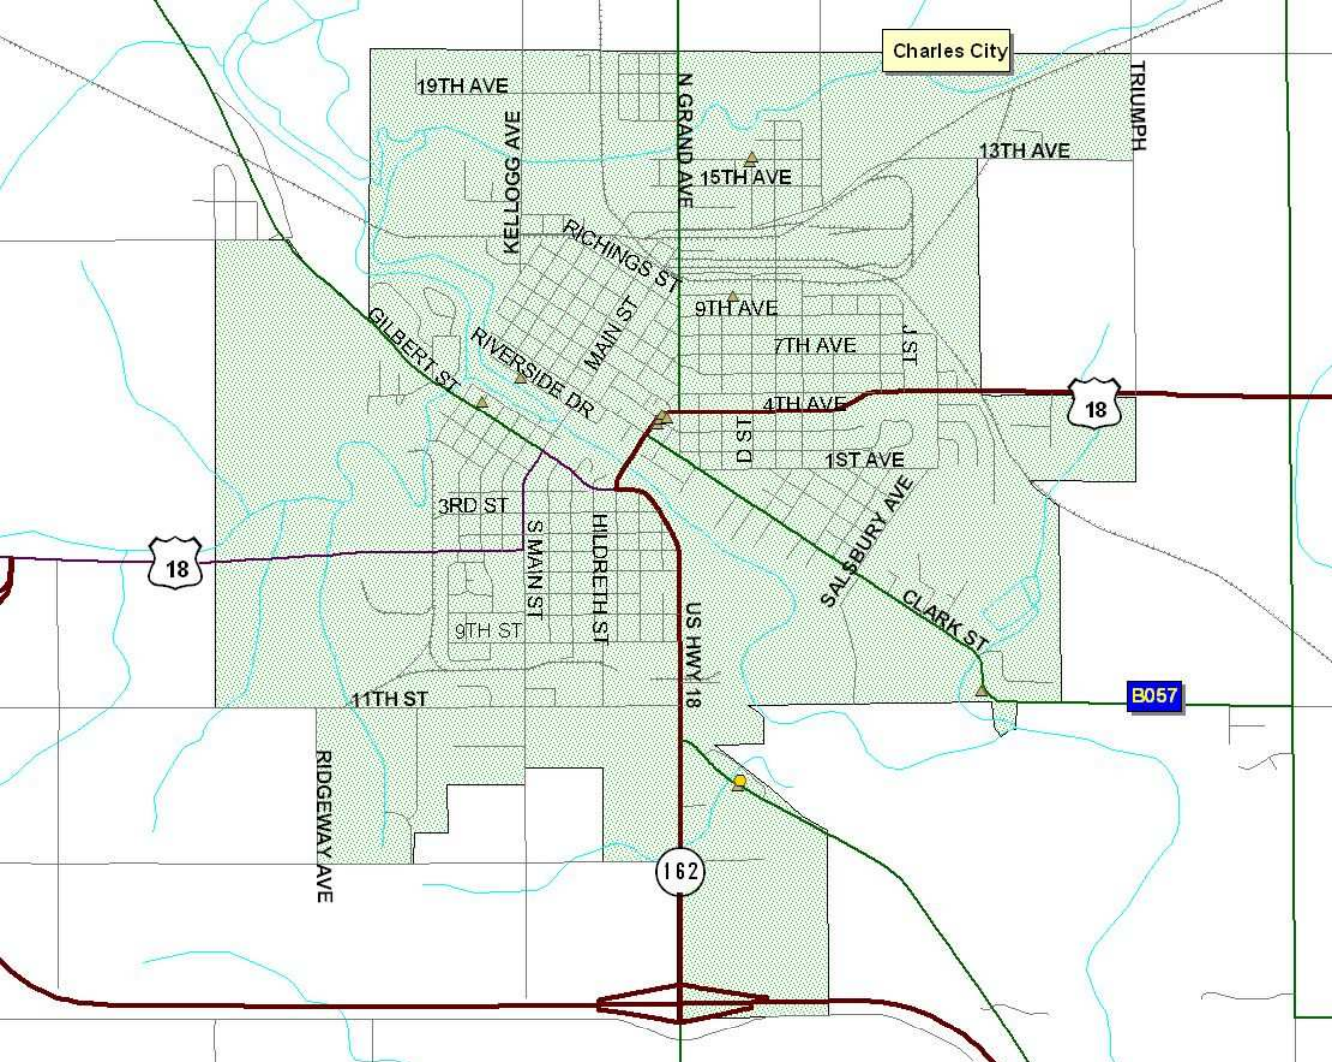 Charles City
19TH AVE
N GRAND AVE
TRIUMPH
KELLOGG AVE
13TH AVE
15TH AVE
RICHINGS ST
9TH AVE
MAIN ST
GILBERT ST
RIVERSIDE DR
7TH AVE
J ST
18
4TH AVE
D ST
1ST AVE
3RD ST
SALSBURY AVE
18
S MAIN ST
HILDRETH ST
CLARK ST
9TH ST
US HWY 18
11TH ST
B057
RIDGEWAY AVE
162